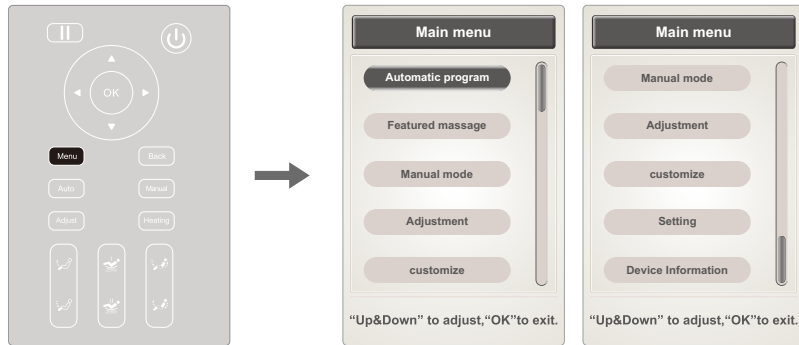 OK
Menu
Back
Auto
Manual
Adjust
Heating
Main menu
Automatic program
Featured massage
Manual mode
Adjustment
customize
“Up&Down” to adjust,“OK”to exit.
Main menu
Manual mode
Adjustment
customize
Setting
Device Information
“Up&Down” to adjust,“OK”to exit.